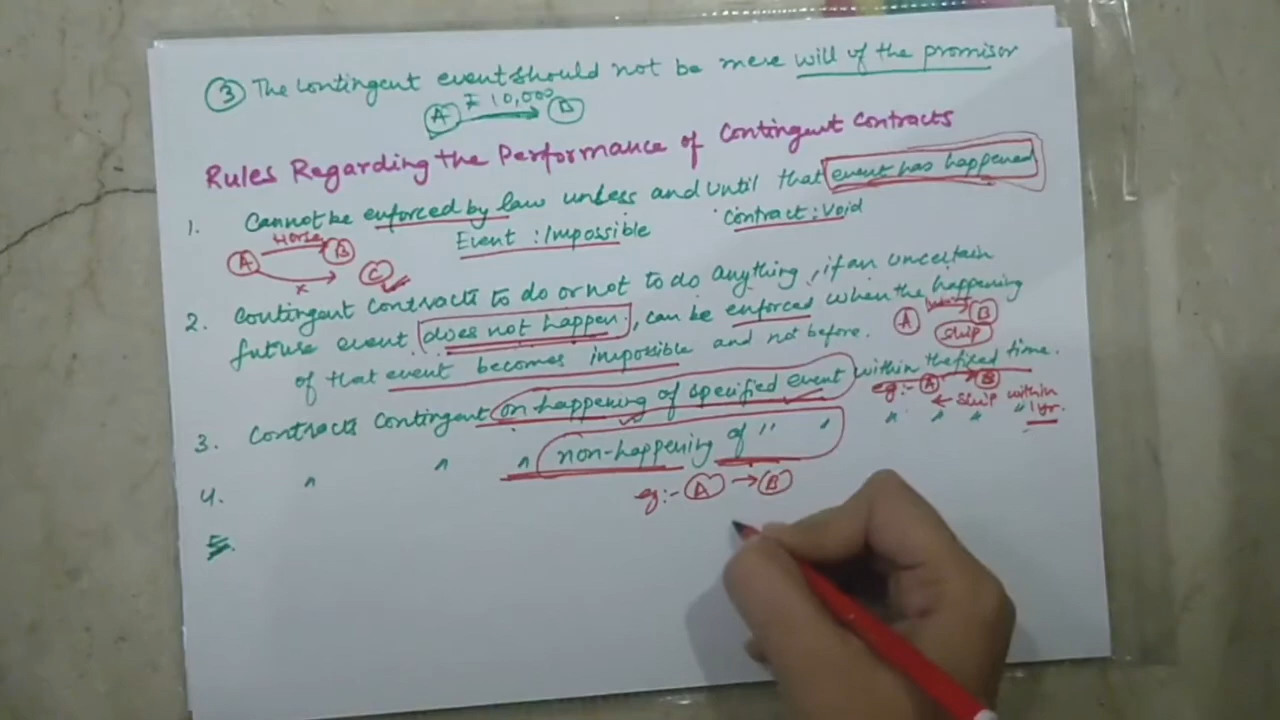 ③ The contingent event should not be mere will of the promisor
A ₹ 10,000 B
Rules Regarding the Performance of Contingent Contracts
1. Cannot be enforced by law unless and until that event has happened
Event : Impossible Contract : Void
A Horse B
x C
2. Contingent Contracts to do or not to do anything, if an uncertain
future event does not happen, can be enforced when the happening
of that event becomes impossible and not before.
A B
Ship
3. Contracts Contingent on happening of specified event within the fixed time.
eg:- A B
ship within
" " " " 1 yr.
4. " " " non-happening of " "
eg:- A → B
5.